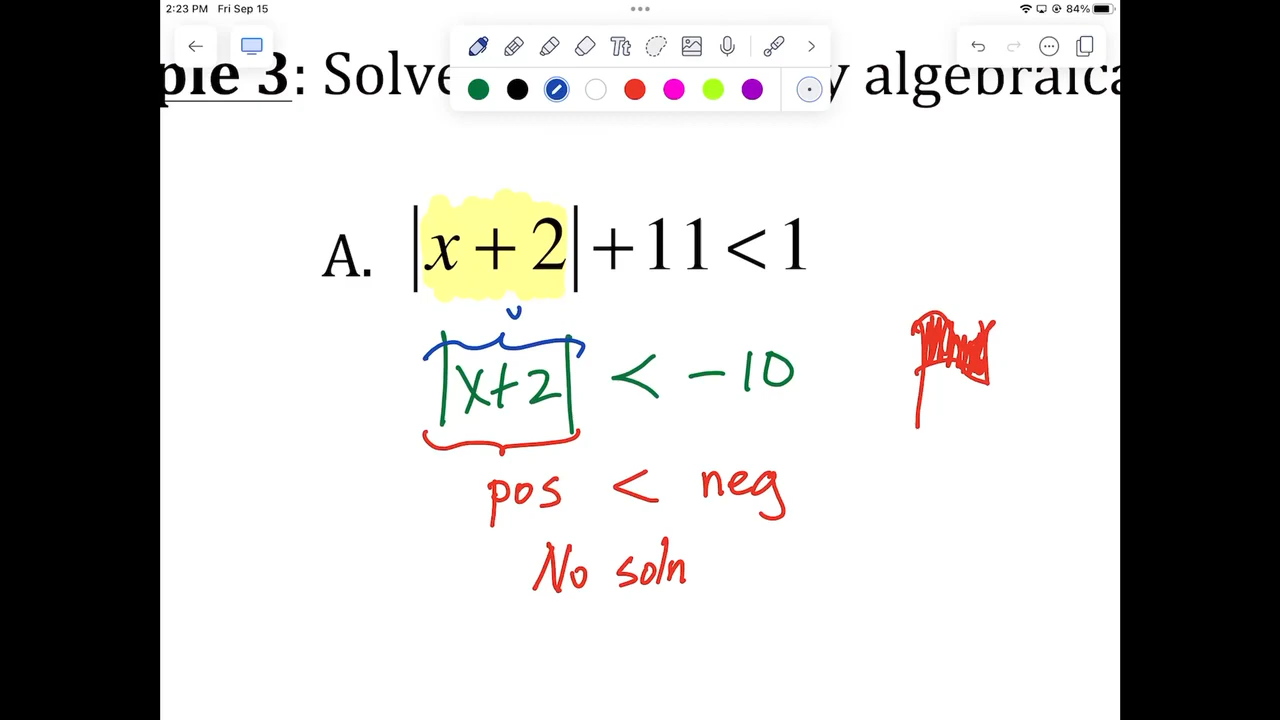 2:23 PM Fri Sep 15
84%
Tt
ple 3: Solve y algebraica
A. |x + 2| + 11 < 1
|x+2| < -10
pos < neg
No soln